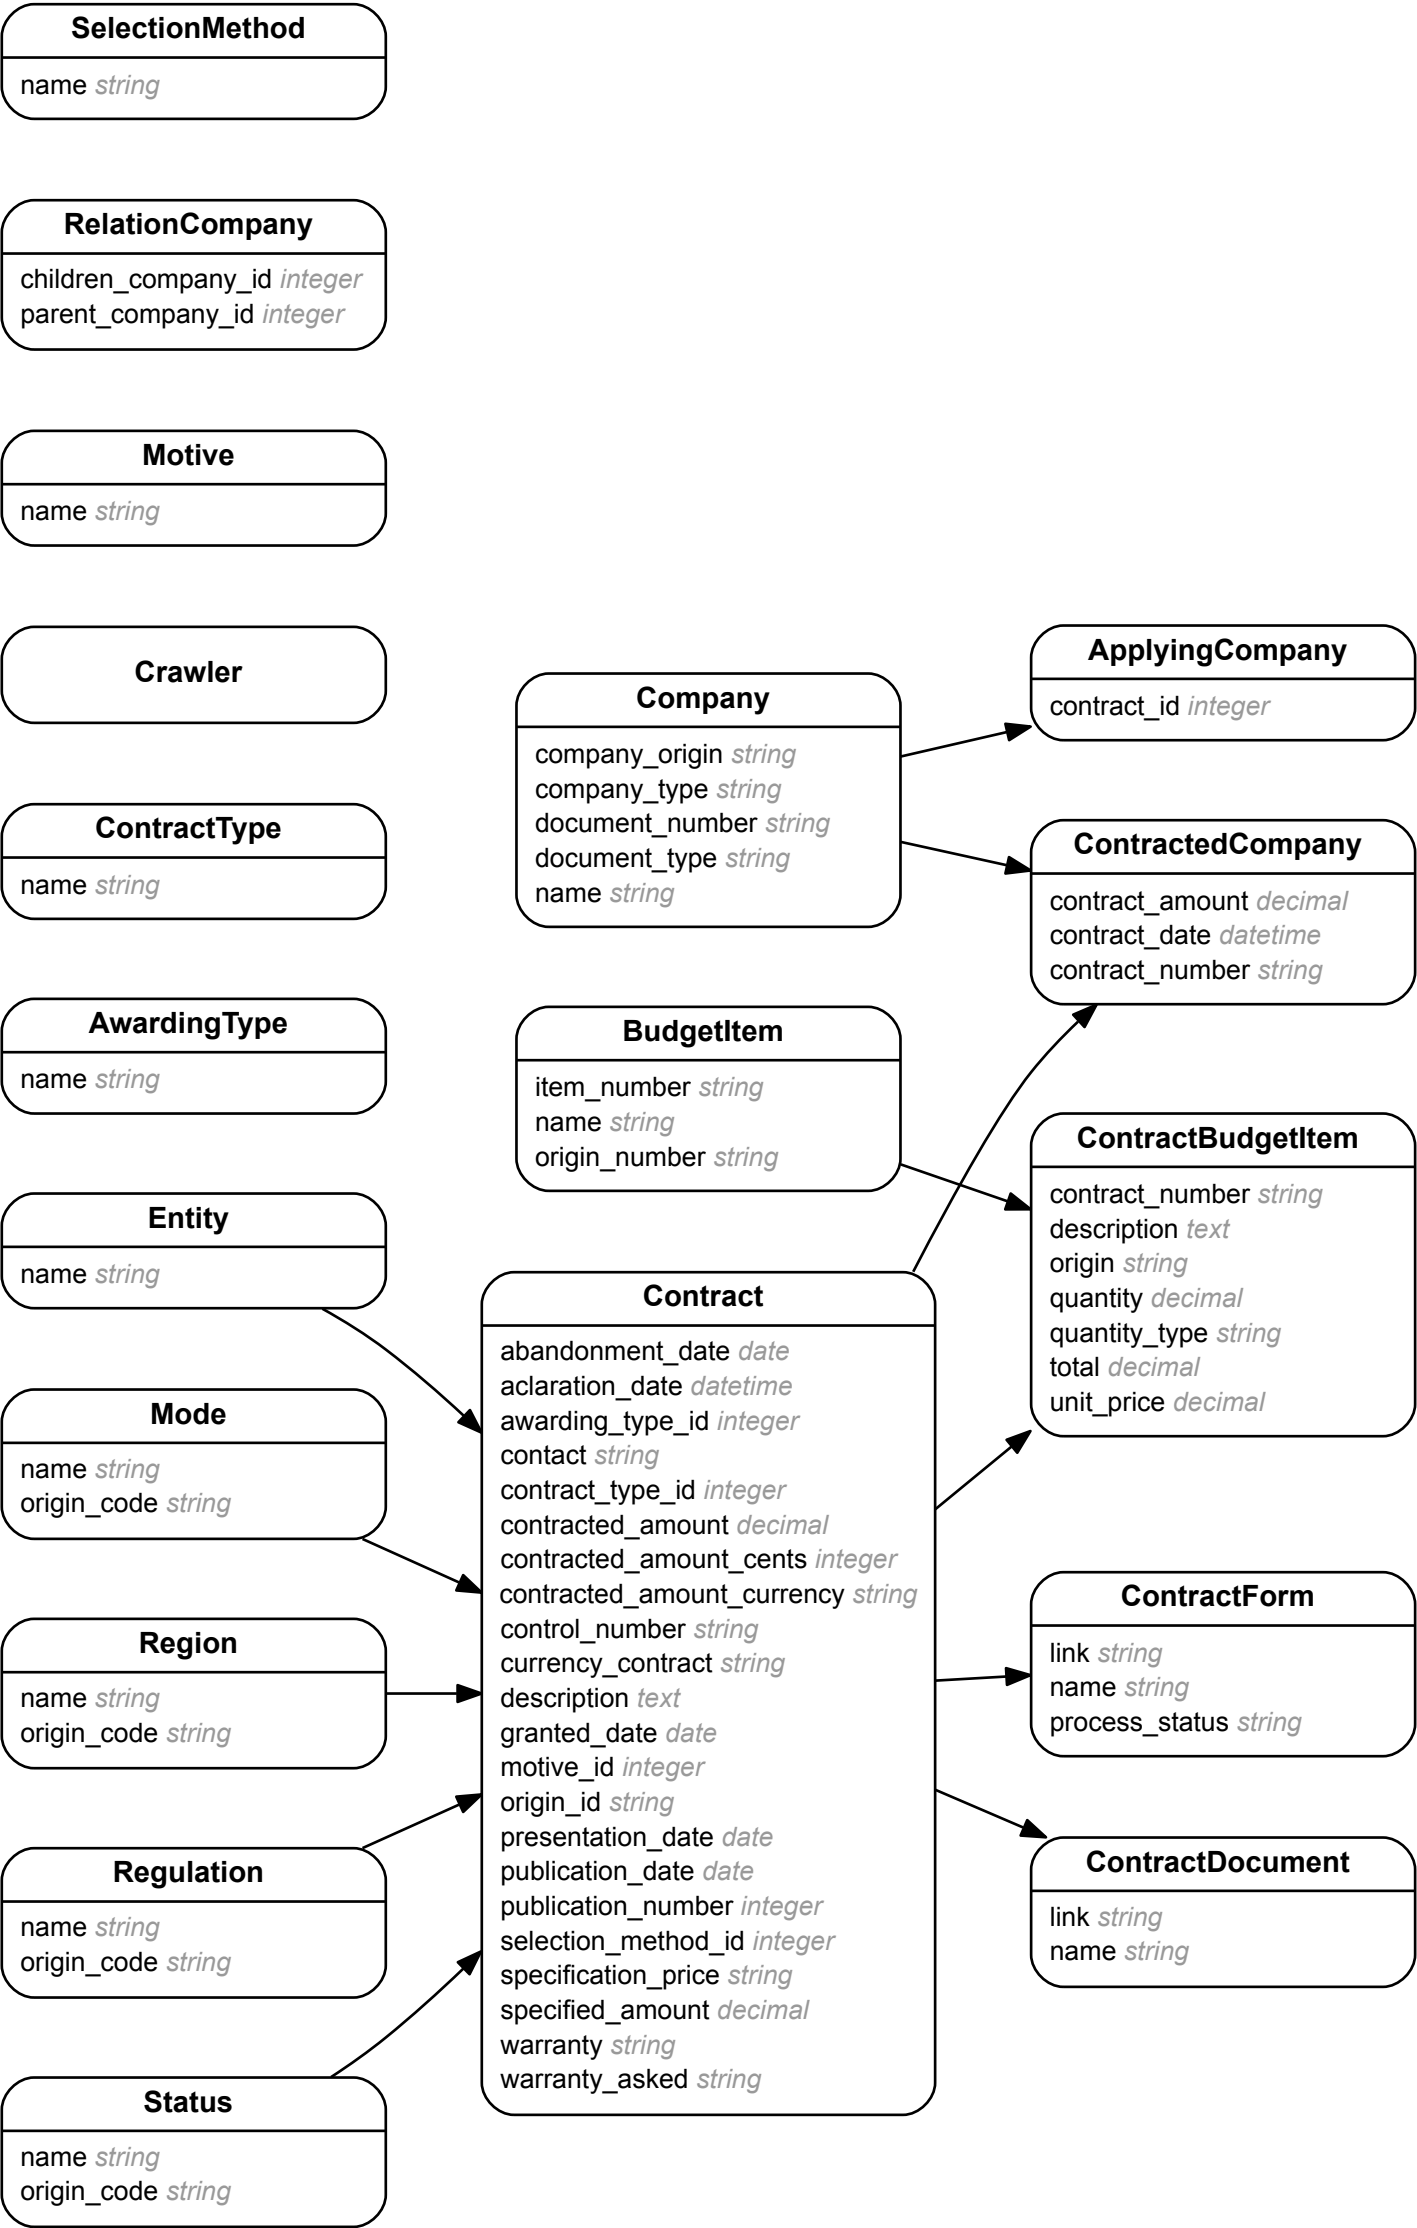 SelectionMethod
name string
RelationCompany
children_company_id integer
parent_company_id integer
Motive
name string
Crawler
ContractType
name string
AwardingType
name string
Entity
name string
Mode
name string
origin_code string
Region
name string
origin_code string
Regulation
name string
origin_code string
Status
name string
origin_code string
Company
company_origin string
company_type string
document_number string
document_type string
name string
BudgetItem
item_number string
name string
origin_number string
Contract
abandonment_date date
aclaration_date datetime
awarding_type_id integer
contact string
contract_type_id integer
contracted_amount decimal
contracted_amount_cents integer
contracted_amount_currency string
control_number string
currency_contract string
description text
granted_date date
motive_id integer
origin_id string
presentation_date date
publication_date date
publication_number integer
selection_method_id integer
specification_price string
specified_amount decimal
warranty string
warranty_asked string
ApplyingCompany
contract_id integer
ContractedCompany
contract_amount decimal
contract_date datetime
contract_number string
ContractBudgetItem
contract_number string
description text
origin string
quantity decimal
quantity_type string
total decimal
unit_price decimal
ContractForm
link string
name string
process_status string
ContractDocument
link string
name string